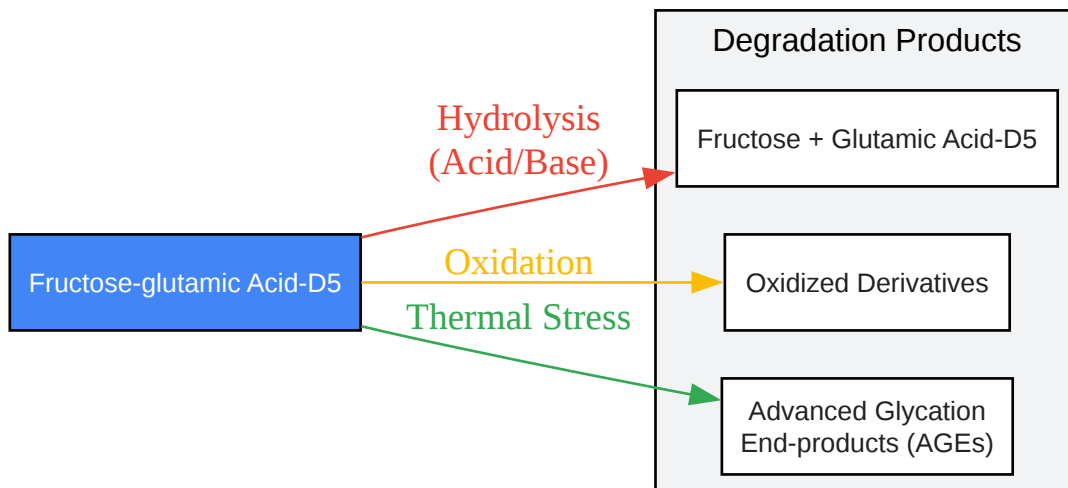 Degradation Products
Hydrolysis
(Acid/Base)
Fructose + Glutamic Acid-D5
Fructose-glutamic Acid-D5
Oxidation
Oxidized Derivatives
Thermal Stress
Advanced Glycation
End-products (AGEs)